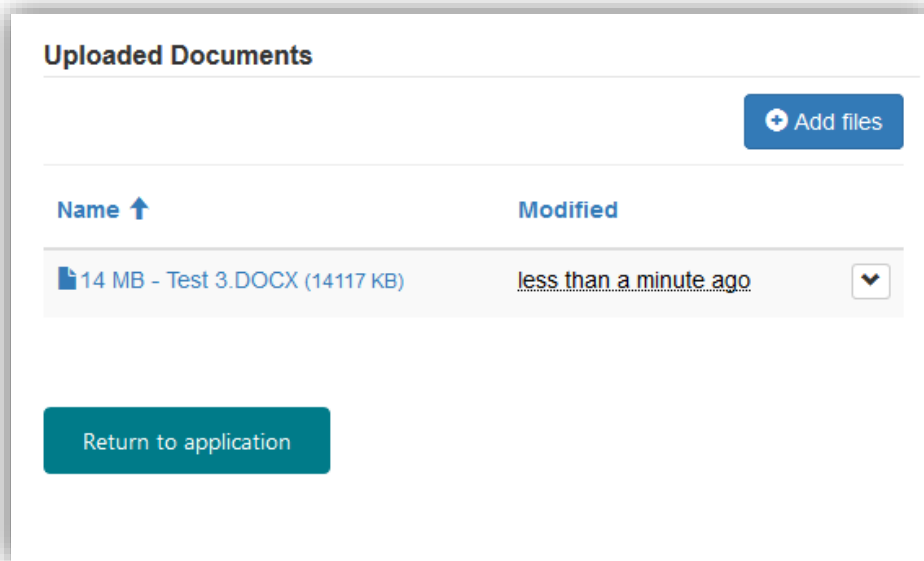 Uploaded Documents
Add files
Name Modified
14 MB - Test 3.DOCX (14117 KB) less than a minute ago
Return to application